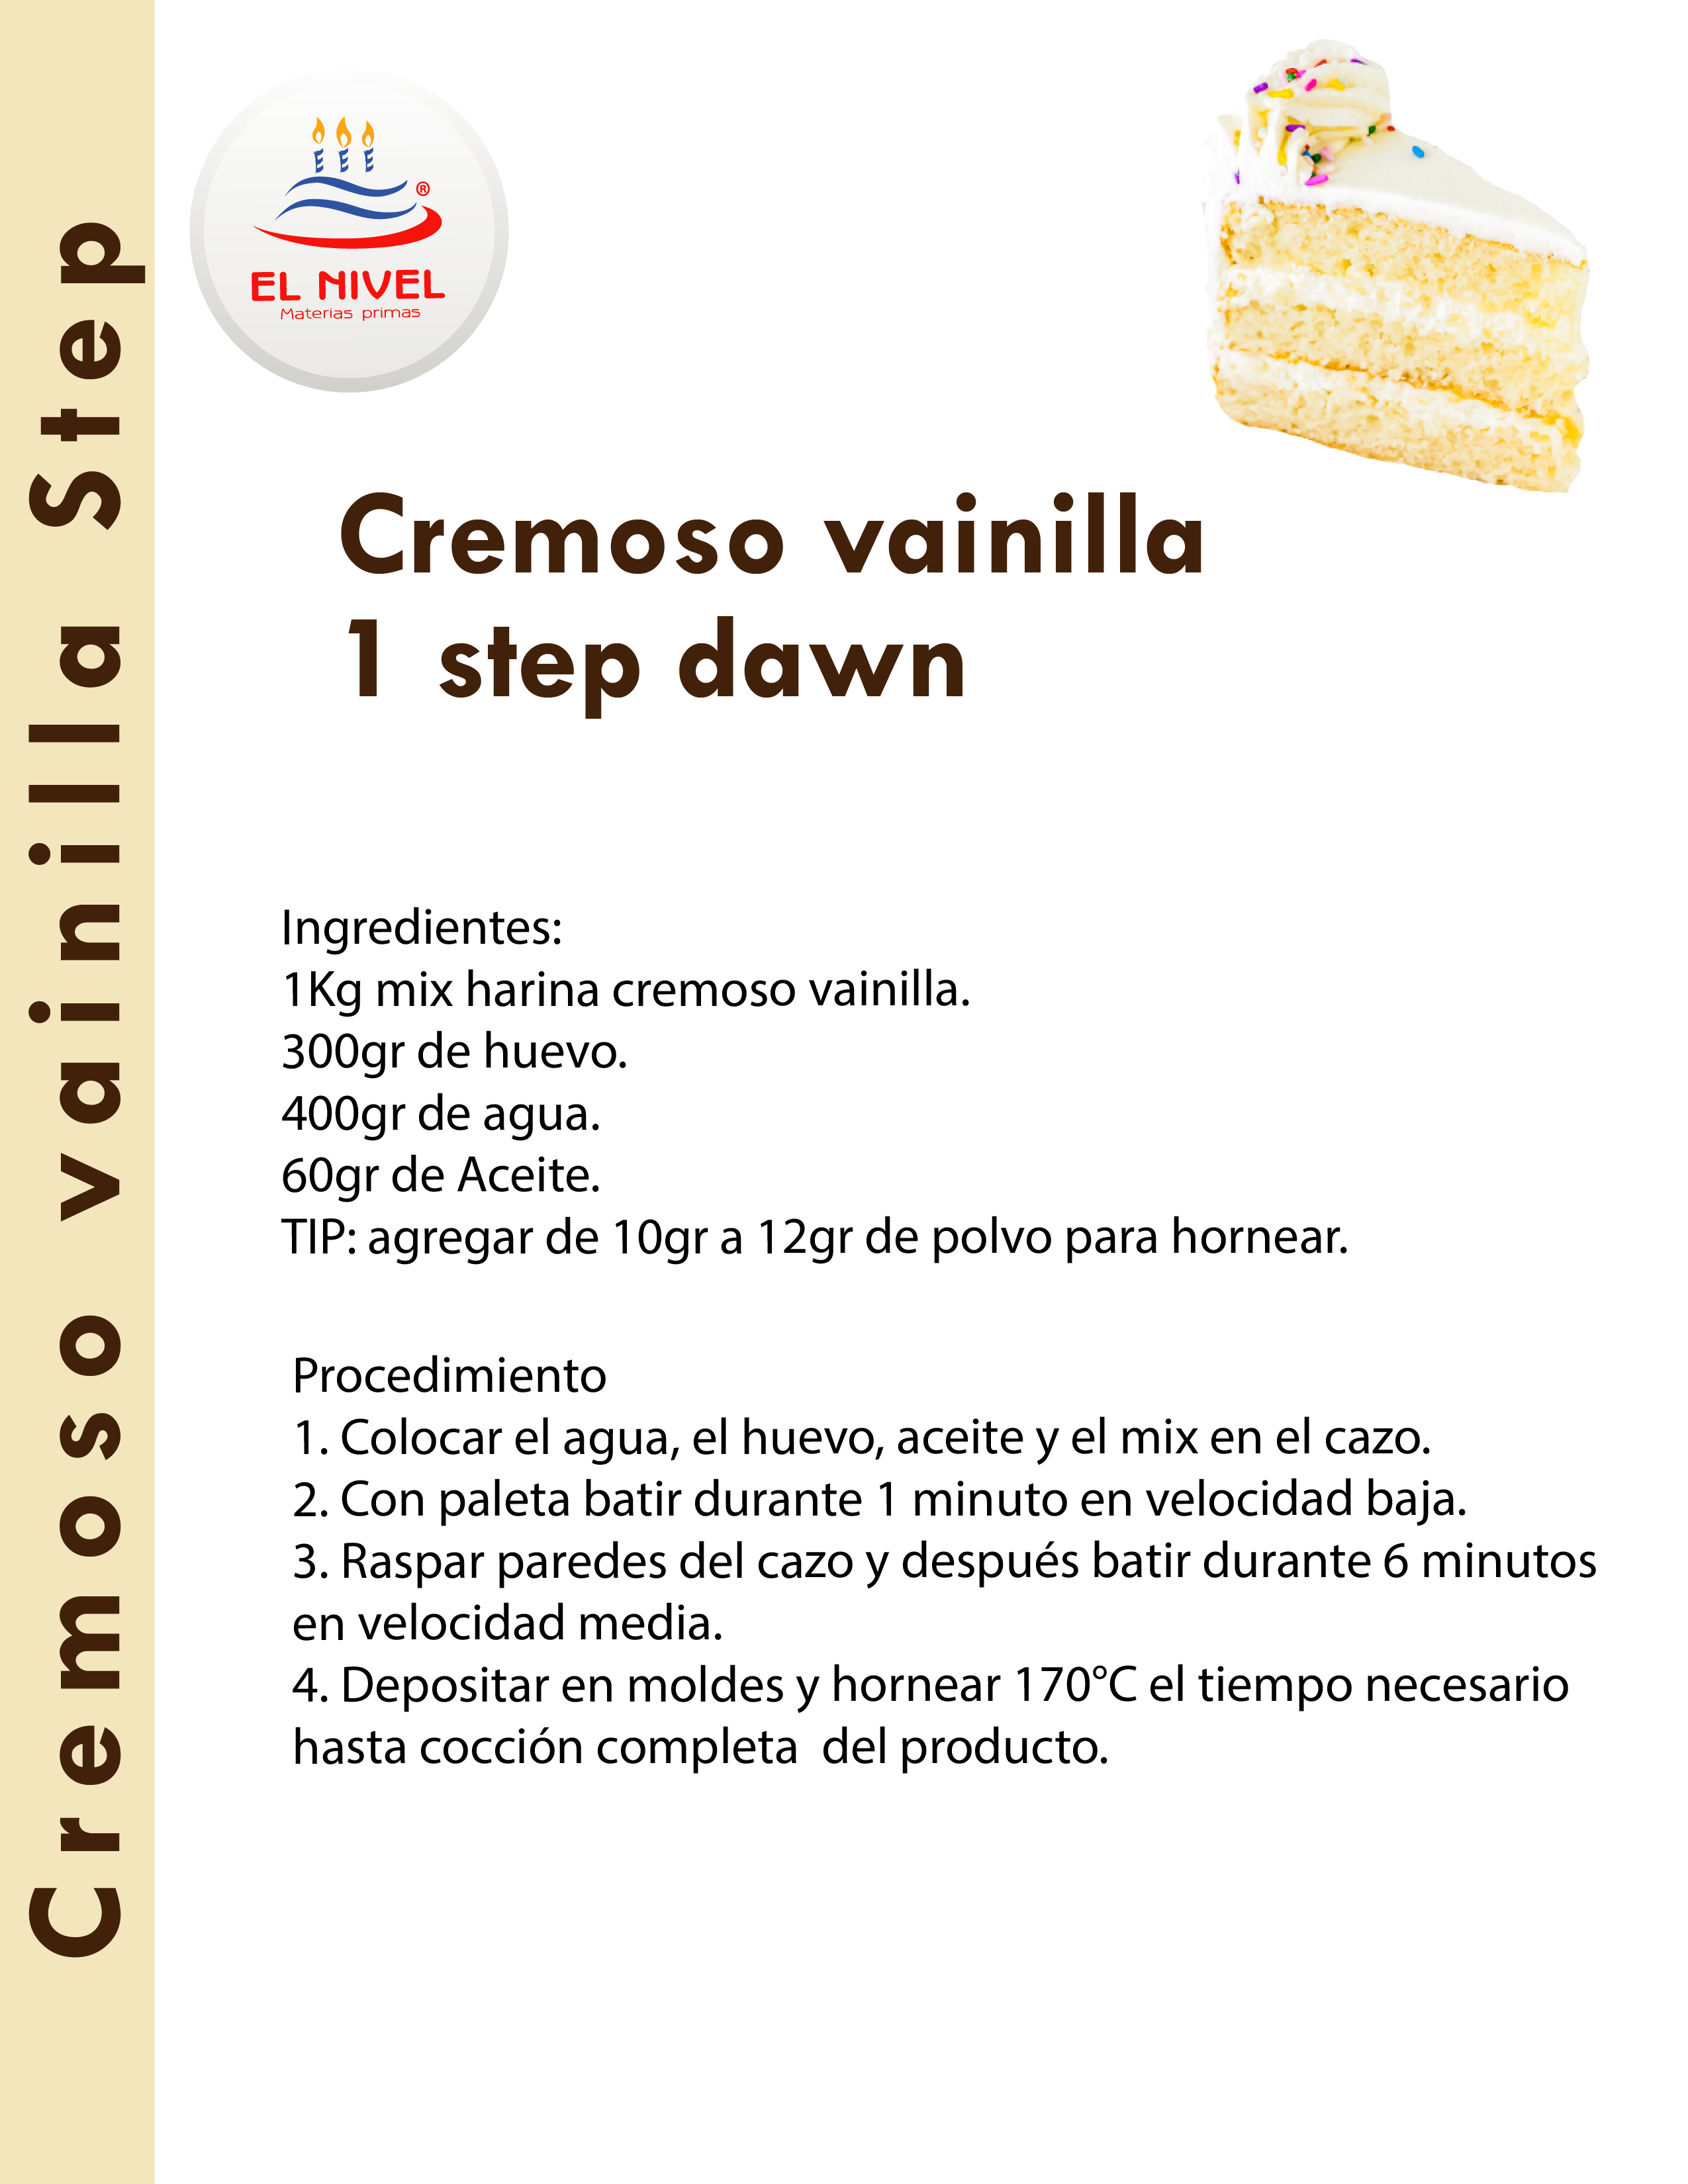 Cremoso vainilla Step
EL NIVEL
Materias primas
®
Cremoso vainilla
1 step dawn
Ingredientes:
1Kg mix harina cremoso vainilla.
300gr de huevo.
400gr de agua.
60gr de Aceite.
TIP: agregar de 10gr a 12gr de polvo para hornear.
Procedimiento
1. Colocar el agua, el huevo, aceite y el mix en el cazo.
2. Con paleta batir durante 1 minuto en velocidad baja.
3. Raspar paredes del cazo y después batir durante 6 minutos
en velocidad media.
4. Depositar en moldes y hornear 170°C el tiempo necesario
hasta cocción completa  del producto.